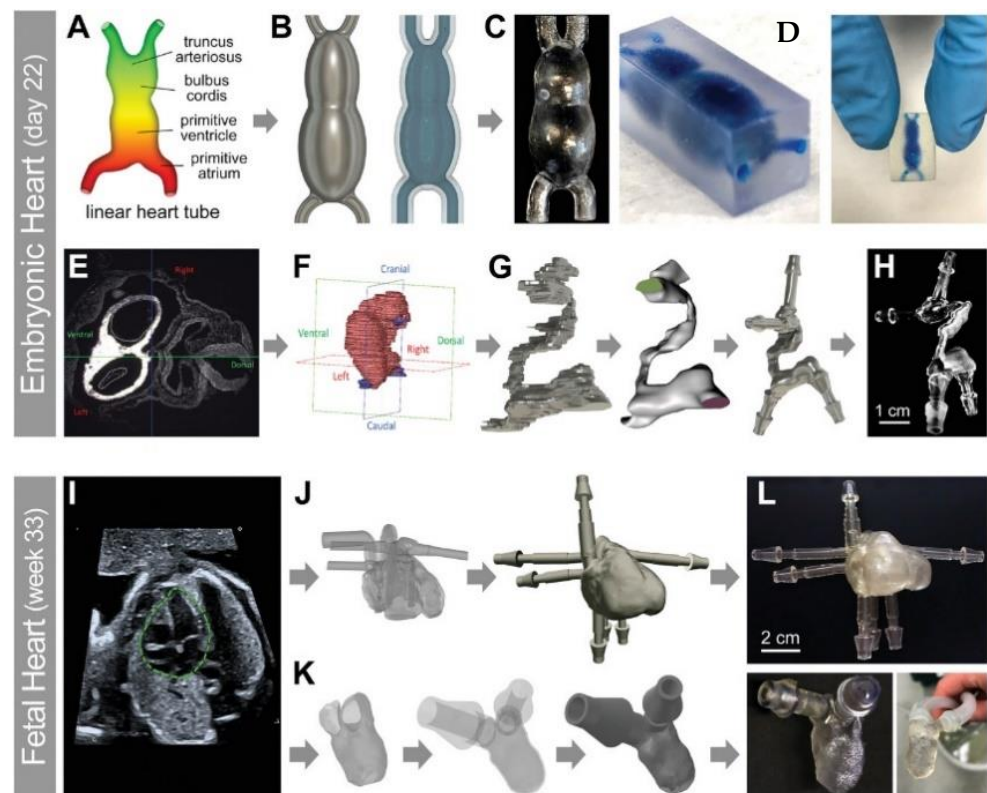 Embryonic Heart (day 22)
A
truncus
arteriosus
bulbus
cordis
primitive
ventricle
primitive
atrium
linear heart tube
B
C
D
E
Right
Ventral
Dorsal
Left
F
Cranial
Ventral
Dorsal
Right
Left
Caudal
G
H
1 cm
Fetal Heart (week 33)
I
J
K
L
2 cm